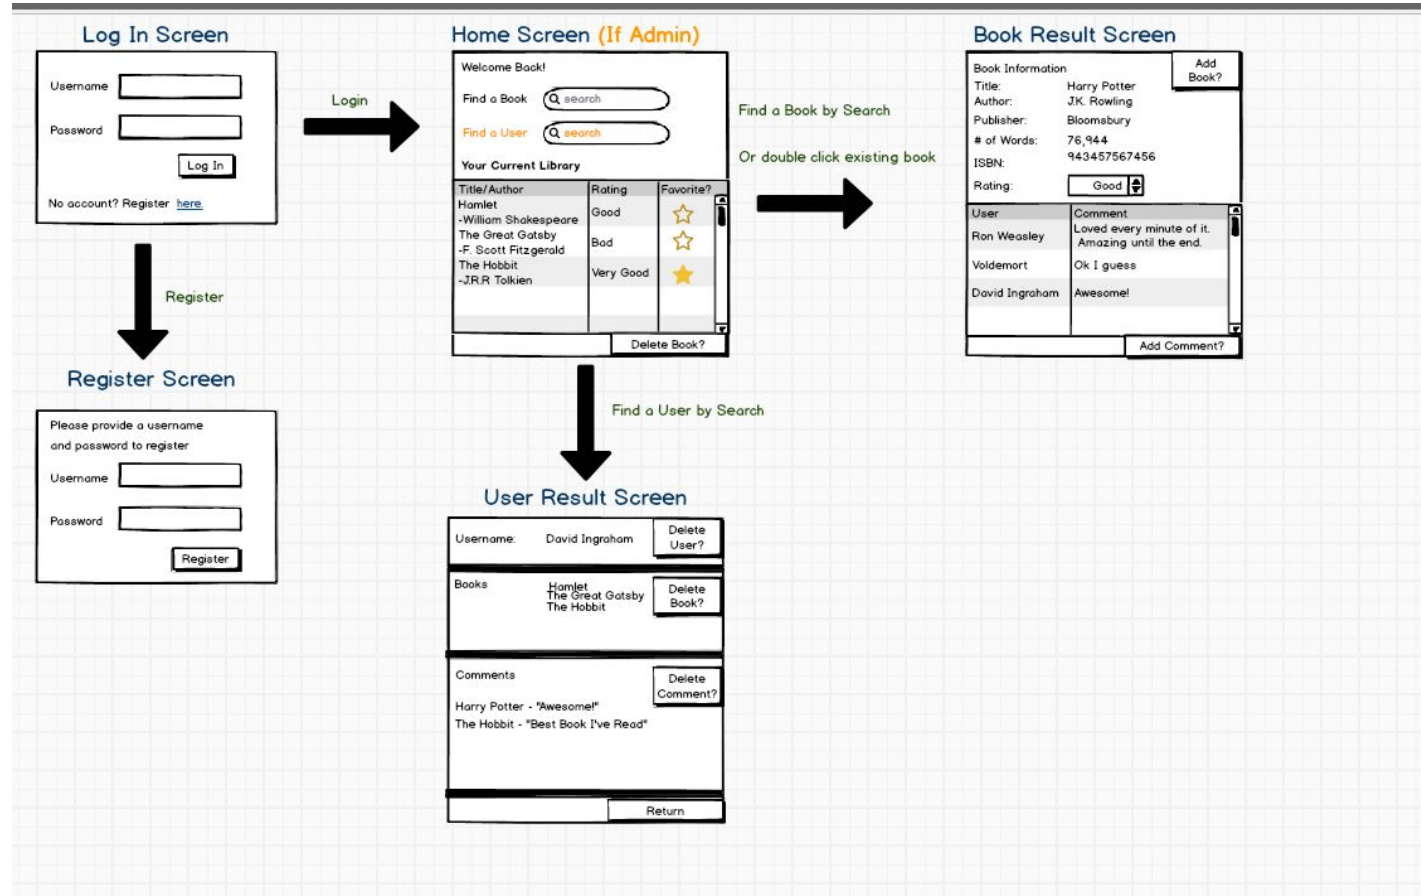 Log In Screen
Username
Password
Log In
No account? Register here.
Login
Register
Register Screen
Please provide a username
and password to register
Username
Password
Register
Home Screen (If Admin)
Welcome Back!
Find a Book search
Find a User search
Your Current Library
Title/Author Rating Favorite?
Hamlet
-William Shakespeare Good
The Great Gatsby
-F. Scott Fitzgerald Bad
The Hobbit
-J.R.R Tolkien Very Good
Delete Book?
Find a Book by Search
Or double click existing book
Find a User by Search
User Result Screen
Username: David Ingraham
Delete
User?
Books
Hamlet
The Great Gatsby
The Hobbit
Delete
Book?
Comments
Delete
Comment?
Harry Potter - "Awesome!"
The Hobbit - "Best Book I've Read"
Return
Book Result Screen
Book Information
Add
Book?
Title: Harry Potter
Author: J.K. Rowling
Publisher: Bloomsbury
# of Words: 76,944
ISBN: 943457567456
Rating: Good
User Comment
Ron Weasley Loved every minute of it.
Amazing until the end.
Voldemort Ok I guess
David Ingraham Awesome!
Add Comment?